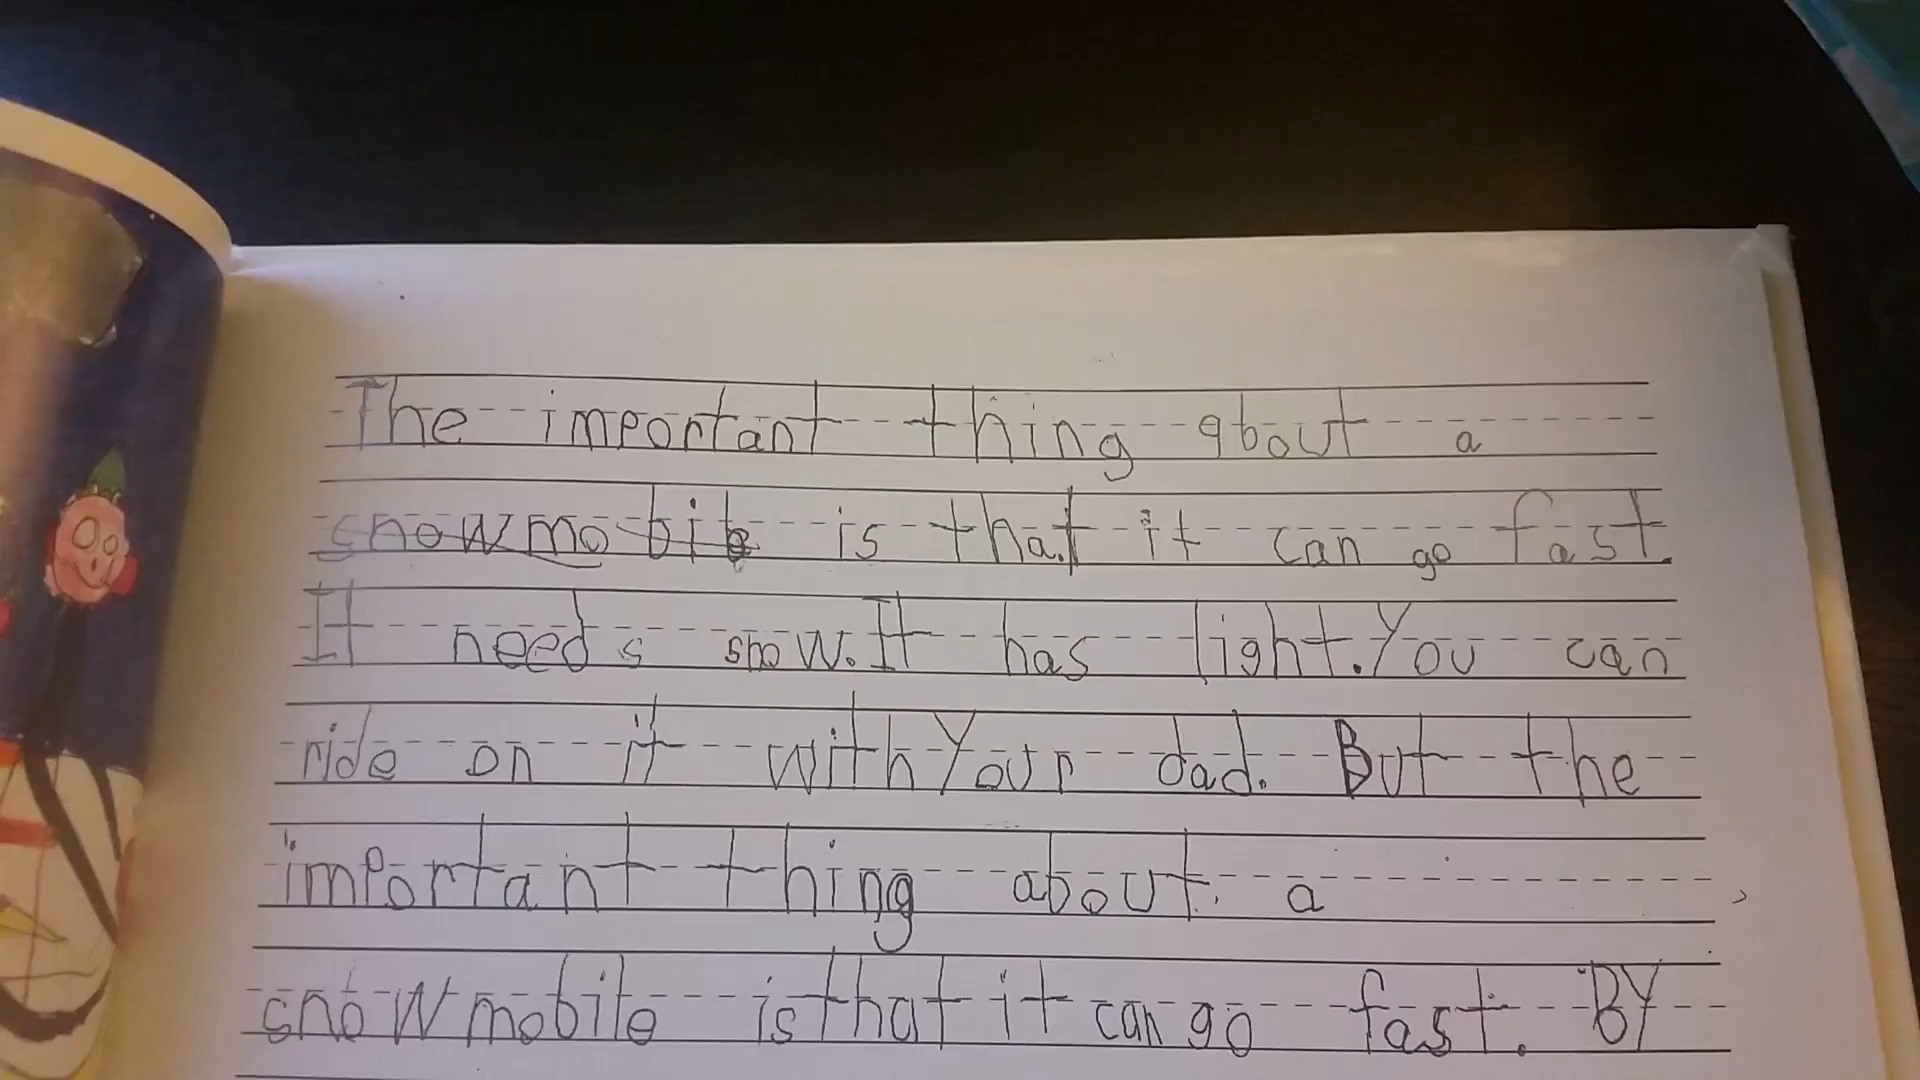 The important thing about a
snowmobile is that it can go fast.
It needs snow. It has light. You can
ride on it with Your dad. But the
important thing about a
snowmobile is that it can go fast. BY